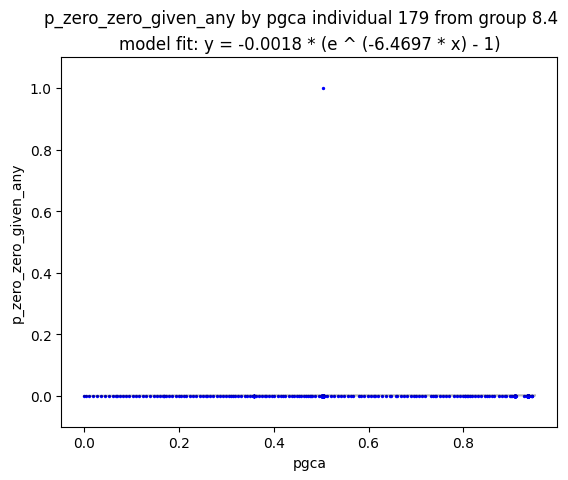 p_zero_zero_given_any by pgca individual 179 from group 8.4
model fit: y = -0.0018 * (e ^ (-6.4697 * x) - 1)
1.0
0.8
0.6
0.4
0.2
0.0
p_zero_zero_given_any
0.0 0.2 0.4 0.6 0.8
pgca